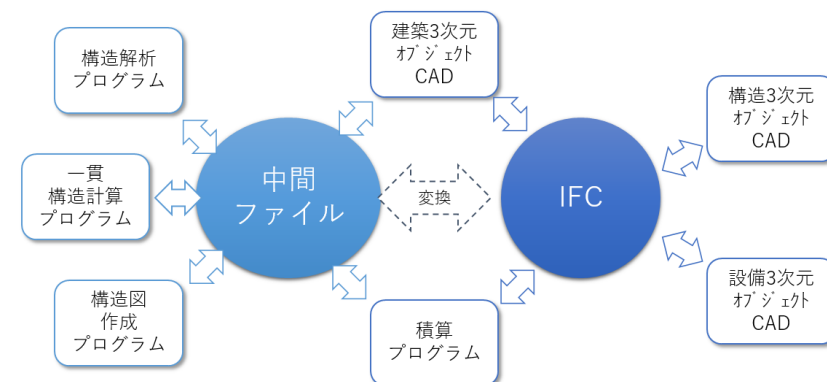 構造解析
プログラム
一貫
構造計算
プログラム
構造図
作成
プログラム
中間
ファイル
建築3次元
ｵﾌﾞｼﾞｪｸﾄ
CAD
変換
積算
プログラム
IFC
構造3次元
ｵﾌﾞｼﾞｪｸﾄ
CAD
設備3次元
ｵﾌﾞｼﾞｪｸﾄ
CAD